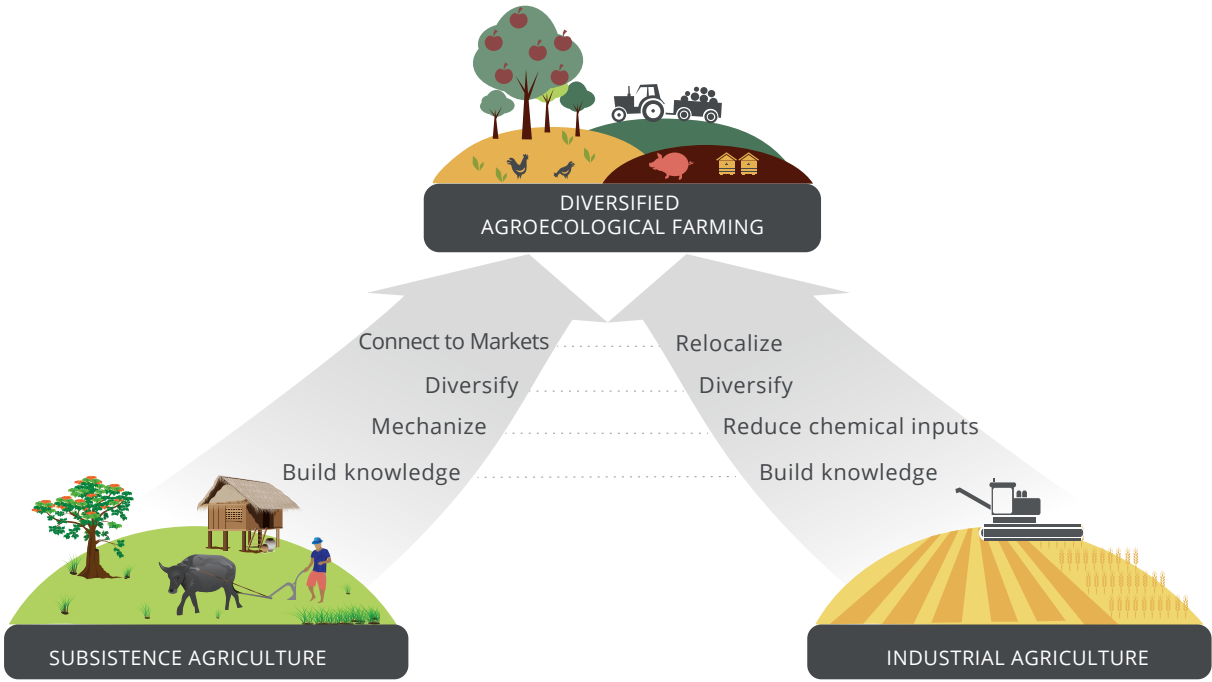 DIVERSIFIED
AGROECOLOGICAL FARMING
Connect to Markets
Relocalize
Diversify
Diversify
Mechanize
Reduce chemical inputs
Build knowledge
Build knowledge
SUBSISTENCE AGRICULTURE
INDUSTRIAL AGRICULTURE